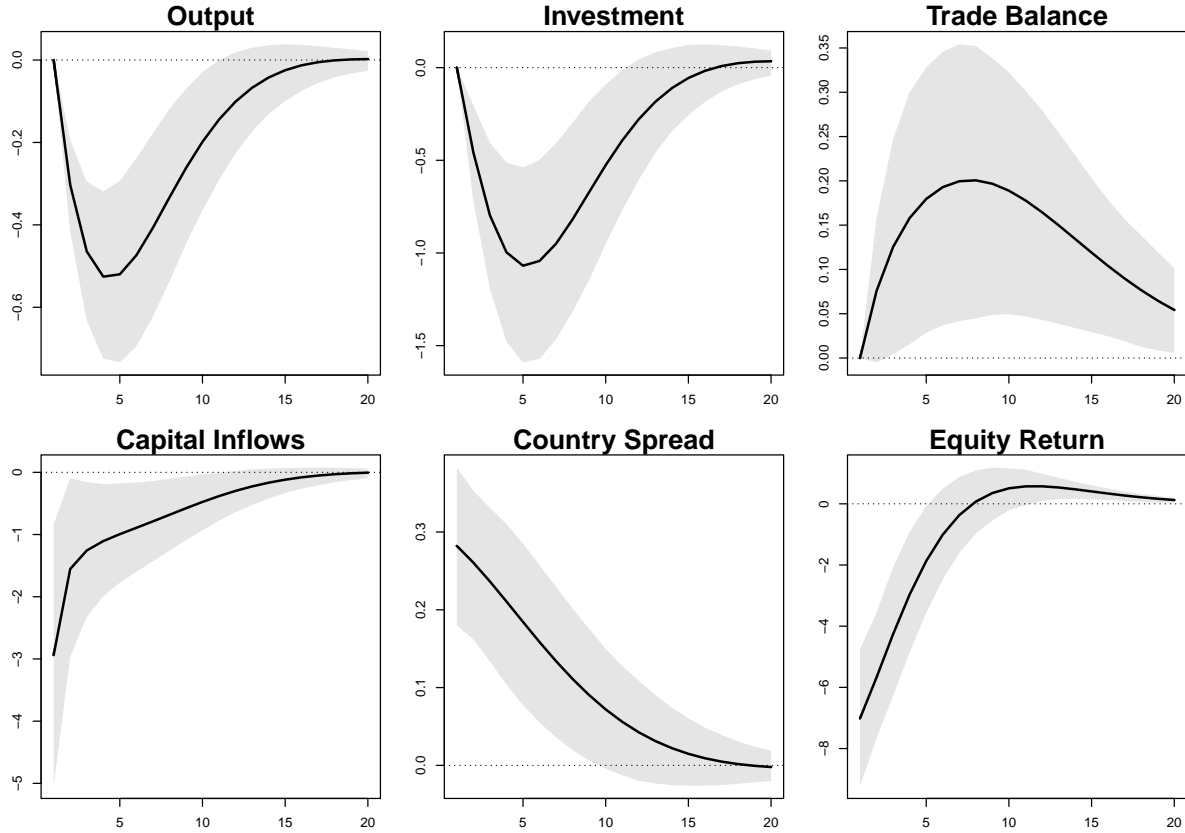 Output
0.0
−0.2
−0.4
−0.6
5 10 15 20
Investment
0.0
−0.5
−1.0
−1.5
5 10 15 20
Trade Balance
0.35
0.30
0.25
0.20
0.15
0.10
0.05
0.00
5 10 15 20
Capital Inflows
0
−1
−2
−3
−4
−5
5 10 15 20
Country Spread
0.3
0.2
0.1
0.0
5 10 15 20
Equity Return
0
−2
−4
−6
−8
5 10 15 20